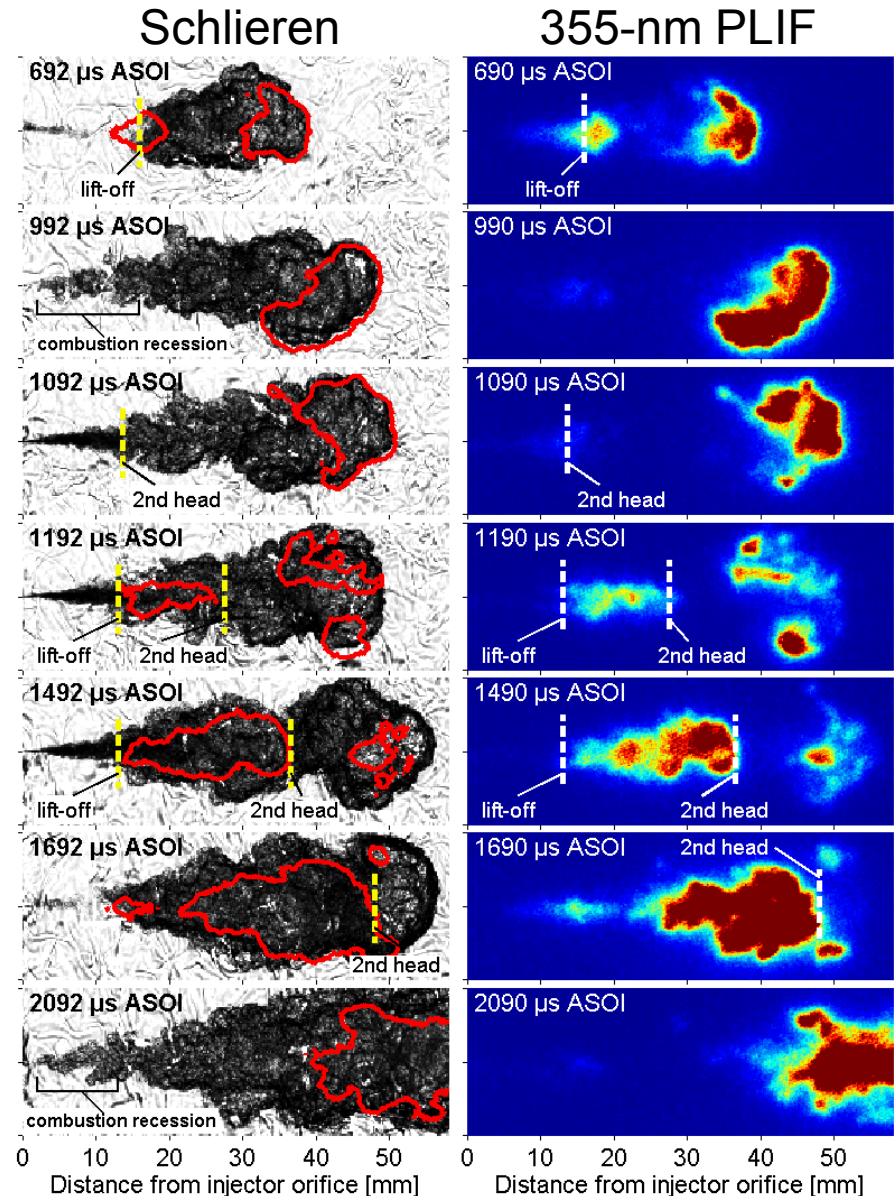 Schlieren
355-nm PLIF
692 µs ASOI
lift-off
690 µs ASOI
lift-off
992 µs ASOI
combustion recession
990 µs ASOI
1092 µs ASOI
2nd head
1090 µs ASOI
2nd head
1192 µs ASOI
lift-off
2nd head
1190 µs ASOI
lift-off
2nd head
1492 µs ASOI
lift-off
2nd head
1490 µs ASOI
lift-off
2nd head
1692 µs ASOI
2nd head
1690 µs ASOI
2nd head
2092 µs ASOI
combustion recession
2090 µs ASOI
0 10 20 30 40 50
Distance from injector orifice [mm]
0 10 20 30 40 50
Distance from injector orifice [mm]